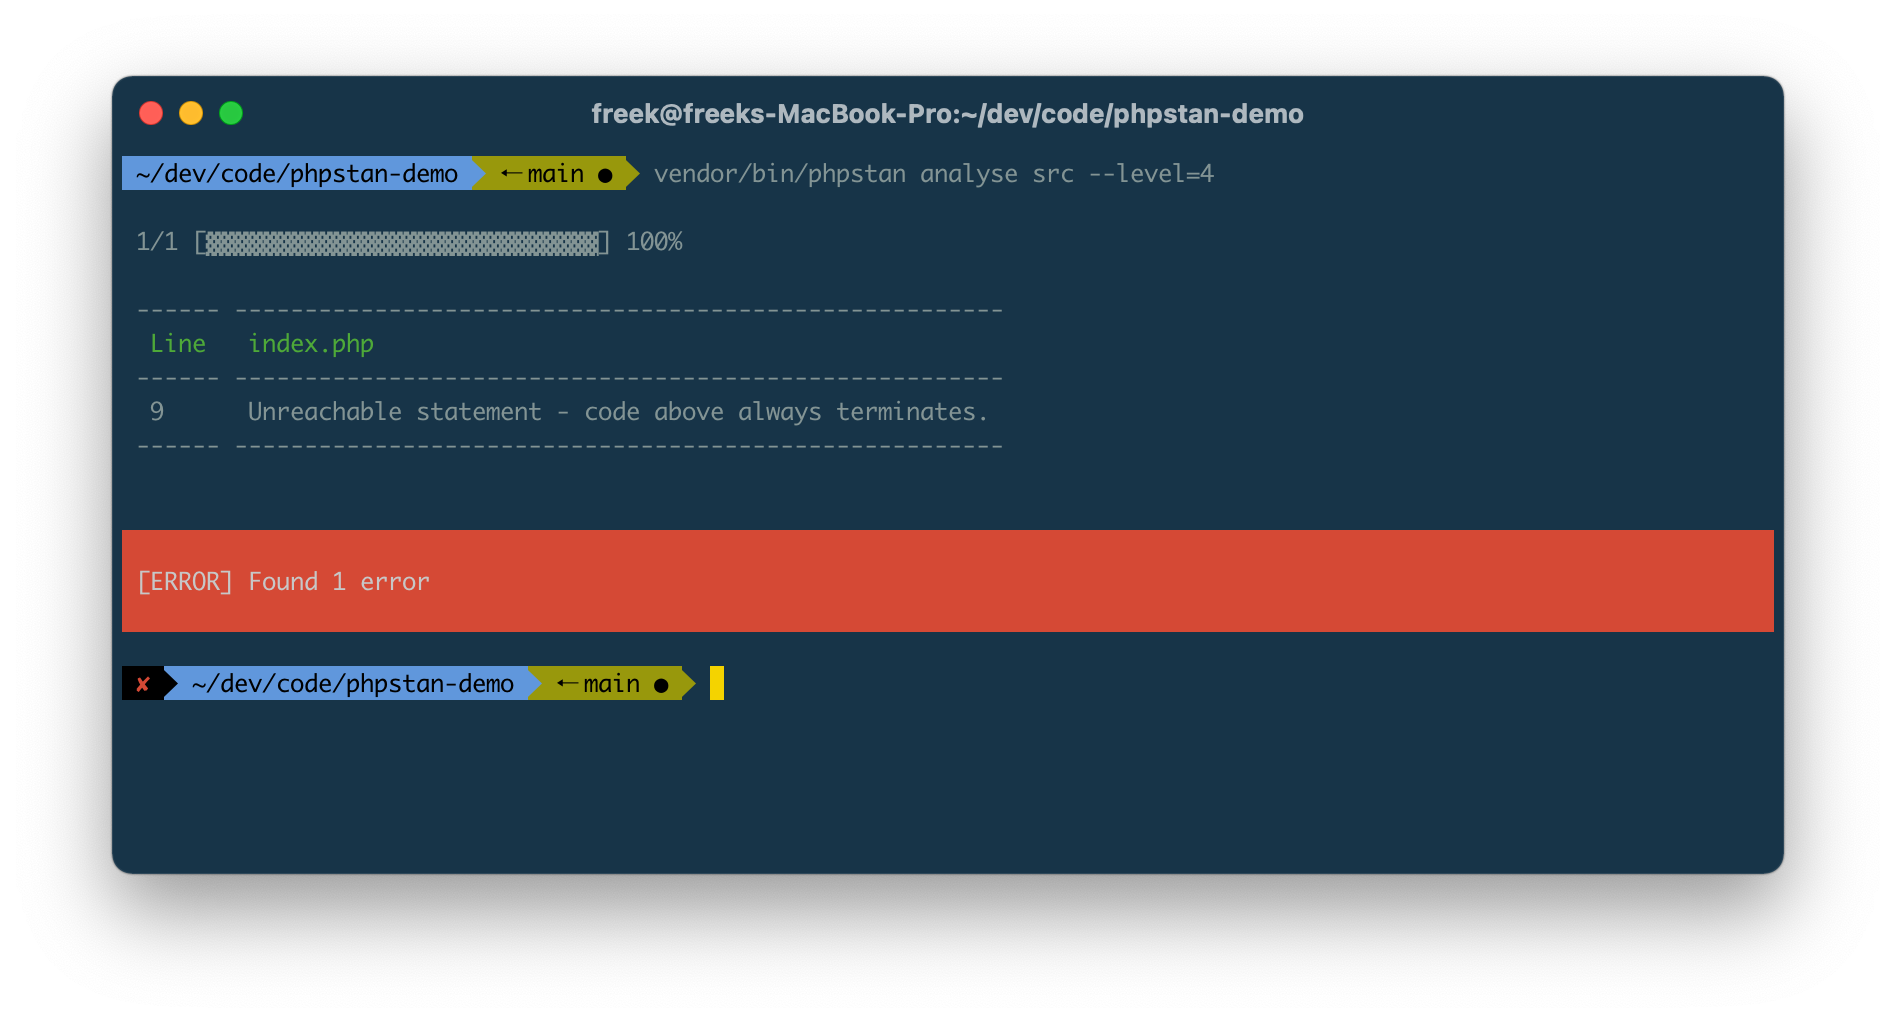 freek@freeks-MacBook-Pro:~/dev/code/phpstan-demo
~/dev/code/phpstan-demo ←main ● vendor/bin/phpstan analyse src --level=4
1/1 [▓▓▓▓▓▓▓▓▓▓▓▓▓▓▓▓▓▓▓▓▓▓▓▓▓▓▓▓] 100%
------ -------------------------------------------------------
Line index.php
------ -------------------------------------------------------
9 Unreachable statement - code above always terminates.
------ -------------------------------------------------------
[ERROR] Found 1 error
✘ ~/dev/code/phpstan-demo ←main ●